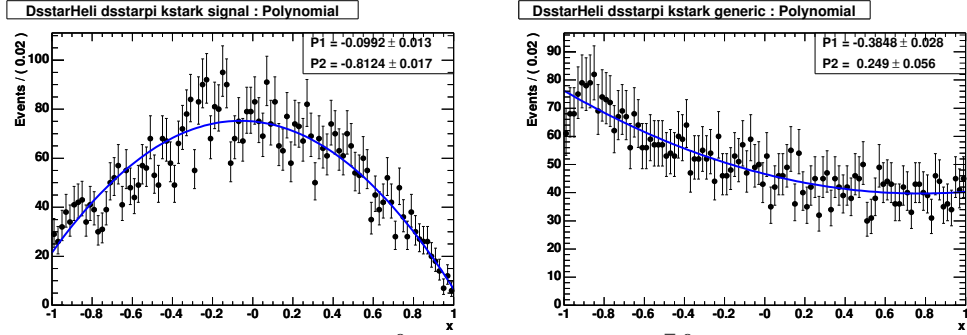 DsstarHeli dsstarpi kstark signal : Polynomial
P1 = -0.0992 ± 0.013
P2 = -0.8124 ± 0.017
Events / ( 0.02 )
100
80
60
40
20
0
-1 -0.8 -0.6 -0.4 -0.2 -0 0.2 0.4 0.6 0.8 1
x
DsstarHeli dsstarpi kstark generic : Polynomial
P1 = -0.3848 ± 0.028
P2 = 0.249 ± 0.056
Events / ( 0.02 )
90
80
70
60
50
40
30
20
10
0
-1 -0.8 -0.6 -0.4 -0.2 -0 0.2 0.4 0.6 0.8 1
x